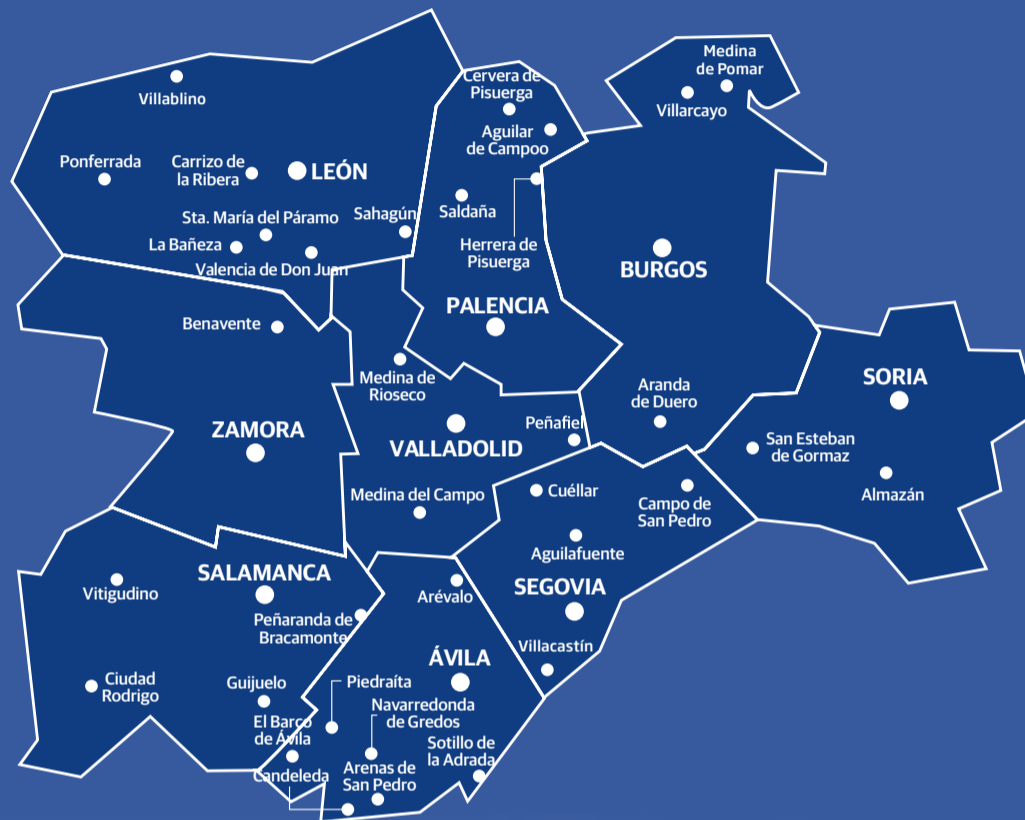 Medina
de Pomar
Villarcayo
Cervera de
Pisuerga
Villablino
Aguilar
de Campoo
Ponferrada
Carrizo de
la Ribera
LEÓN
Saldaña
Sta. María del Páramo
Sahagún
La Bañeza
Valencia de Don Juan
Herrera de
Pisuerga
BURGOS
PALENCIA
Benavente
Medina de
Rioseco
Aranda
de Duero
SORIA
ZAMORA
Peñafiel
VALLADOLID
San Esteban
de Gormaz
Medina del Campo
Cuéllar
Almazán
Campo de
San Pedro
Aguilafuente
SALAMANCA
Vitigudino
SEGOVIA
Arévalo
Peñaranda de
Bracamonte
Villacastín
ÁVILA
Ciudad
Rodrigo
Guijuelo
Piedraíta
Navarredonda
de Gredos
El Barco
de Ávila
Sotillo de
la Adrada
Candeleda
Arenas de
San Pedro